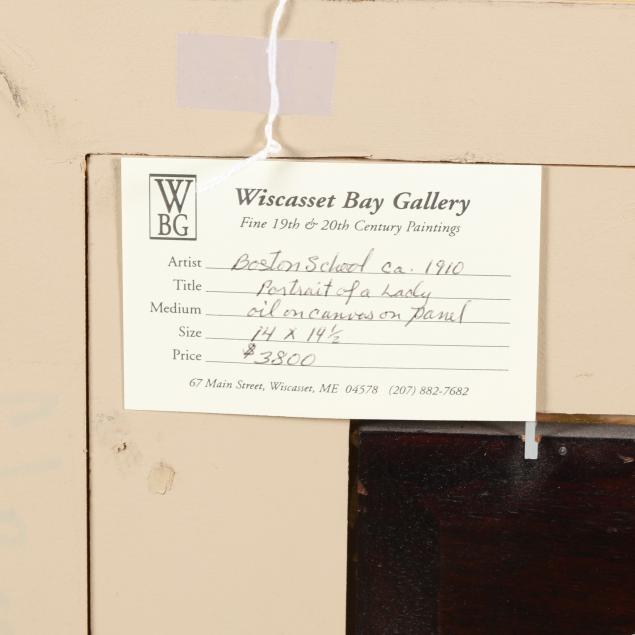 W
BG
Wiscasset Bay Gallery
Fine 19th & 20th Century Paintings
Artist Boston School ca. 1910
Title Portrait of a Lady
Medium oil on canvas on panel
Size 14 x 14½
Price $3800
67 Main Street, Wiscasset, ME 04578 (207) 882-7682